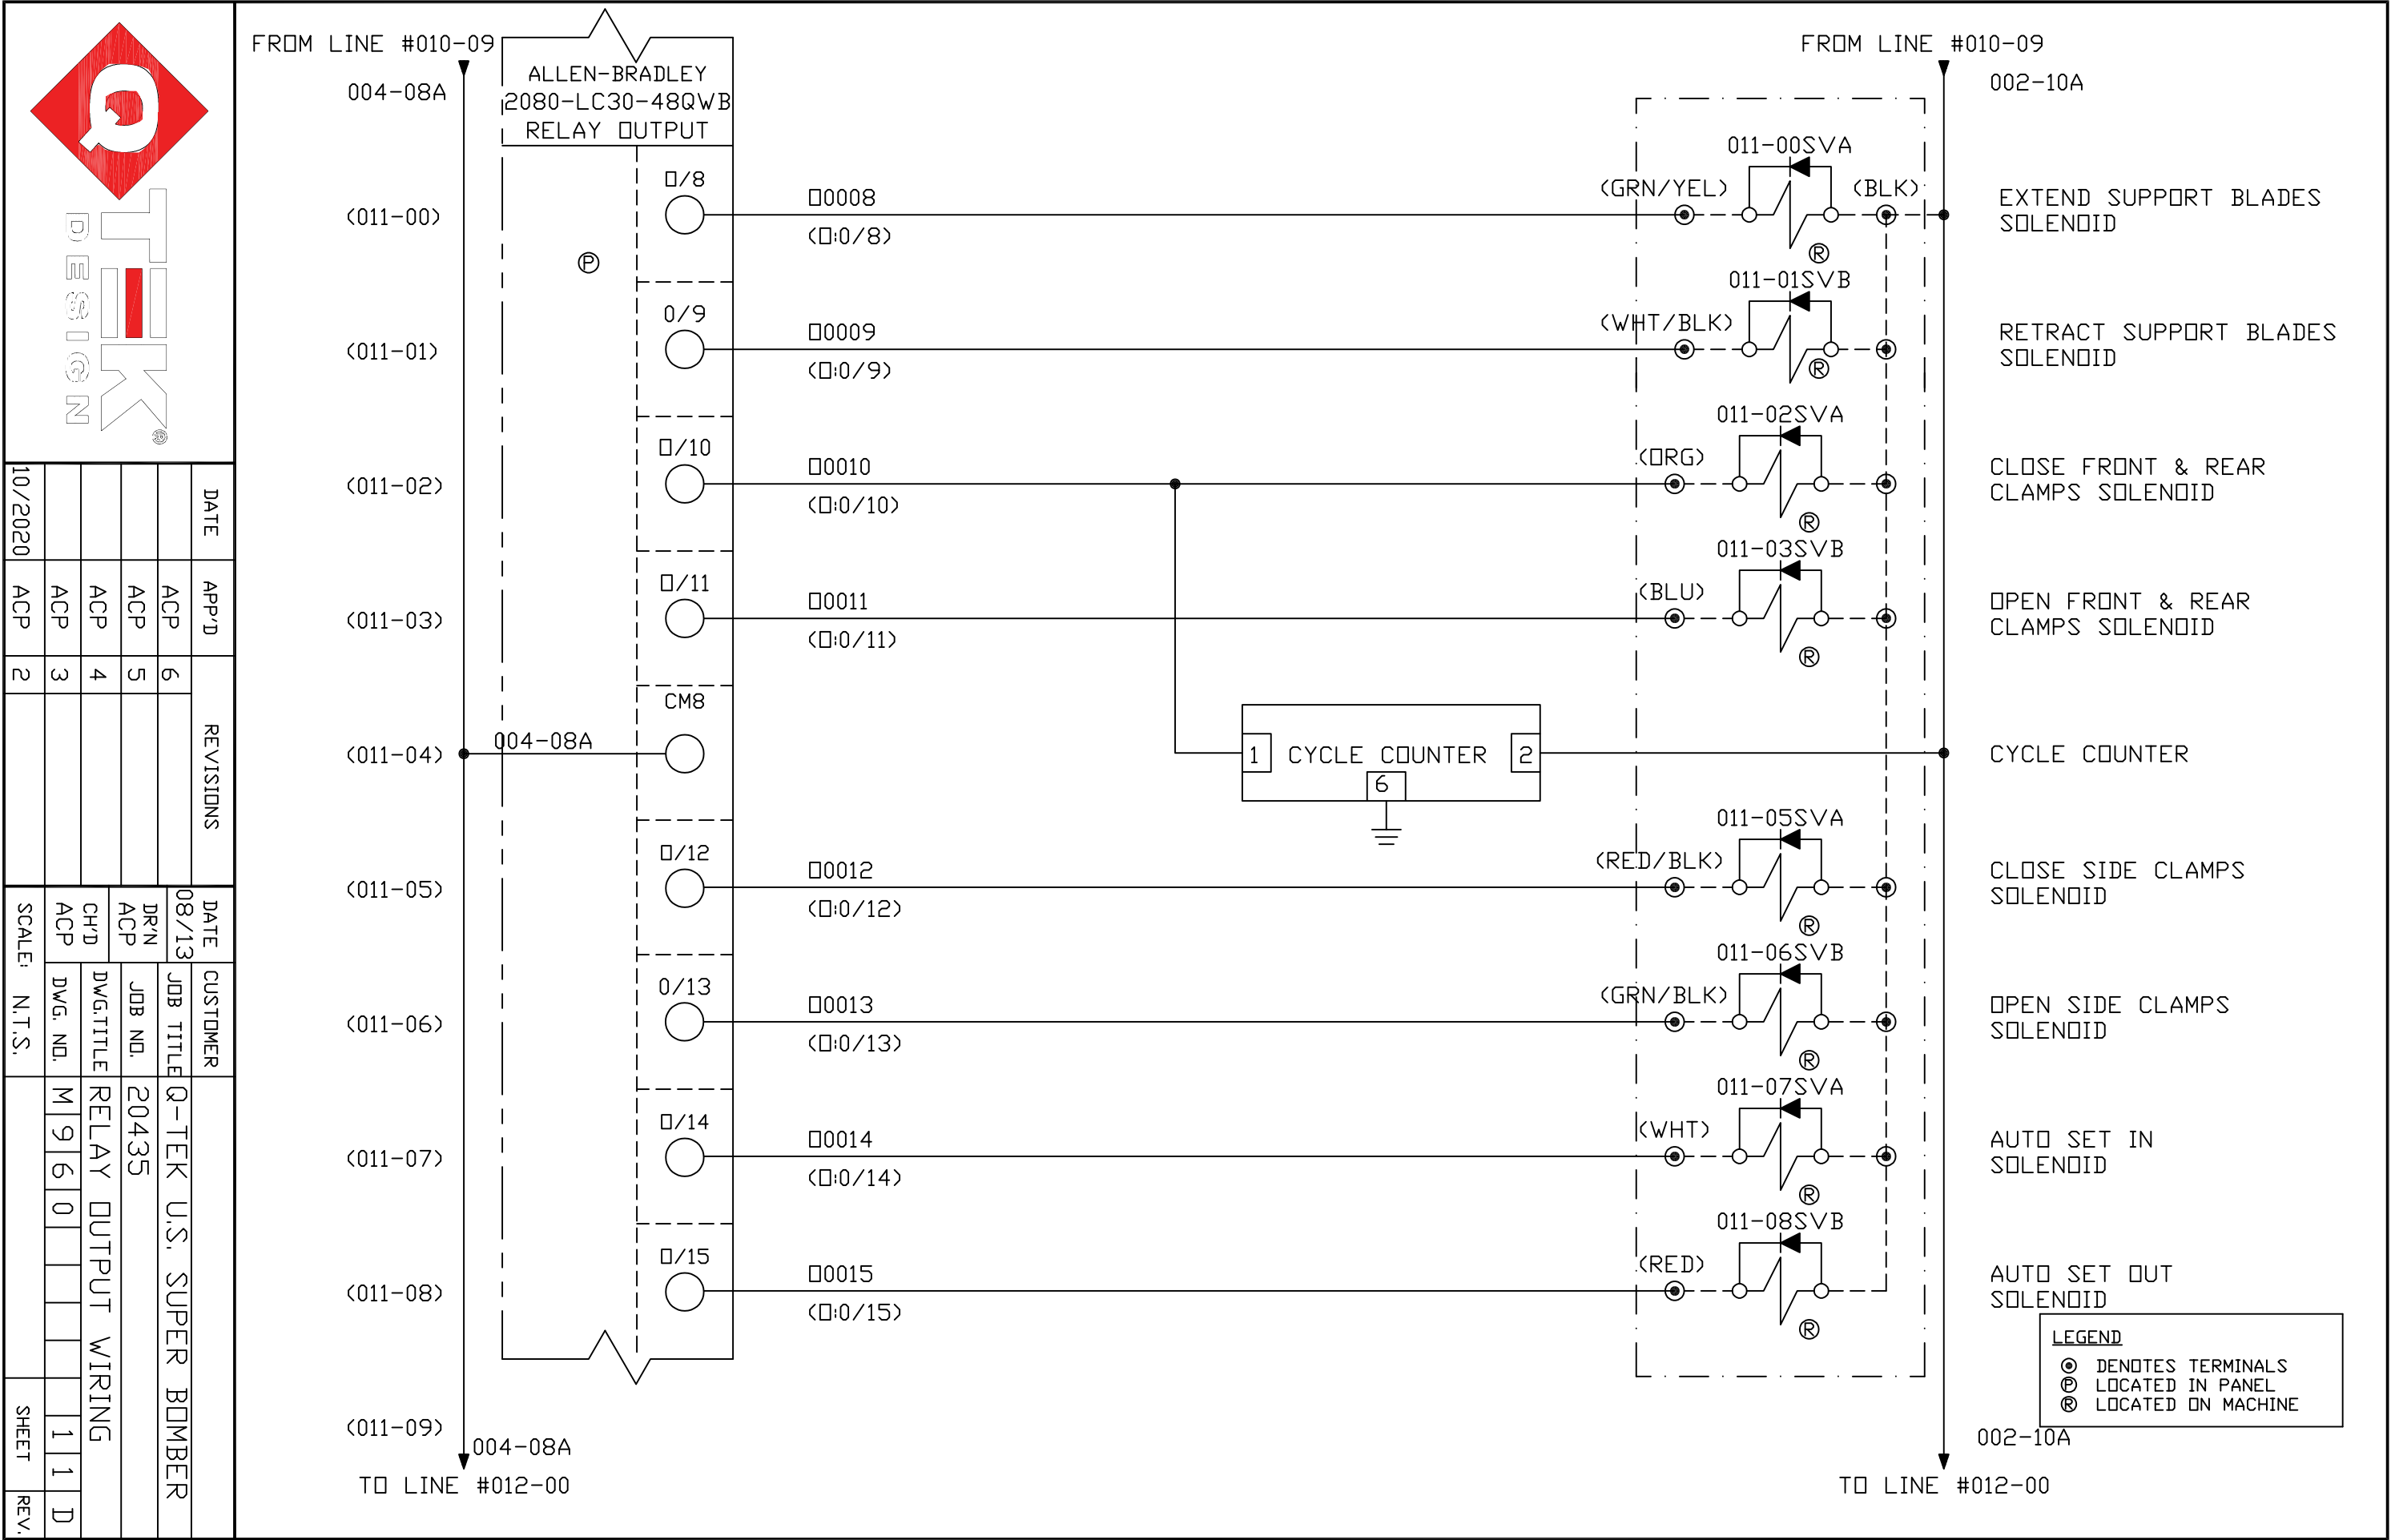 FROM LINE #010-09
004-08A
ALLEN-BRADLEY
2080-LC30-48QWB
RELAY OUTPUT
FROM LINE #010-09
002-10A
(011-00)
O/8
O0008
(O:0/8)
(GRN/YEL)
011-00SVA
(BLK)
R
EXTEND SUPPORT BLADES
SOLENOID
P
(011-01)
0/9
O0009
(O:0/9)
(WHT/BLK)
011-01SVB
R
RETRACT SUPPORT BLADES
SOLENOID
(011-02)
O/10
O0010
(O:0/10)
(ORG)
011-02SVA
R
CLOSE FRONT & REAR
CLAMPS SOLENOID
(011-03)
O/11
O0011
(O:0/11)
(BLU)
011-03SVB
R
OPEN FRONT & REAR
CLAMPS SOLENOID
(011-04)
004-08A
CM8
1 CYCLE COUNTER 2
6
CYCLE COUNTER
(011-05)
O/12
O0012
(O:0/12)
(RED/BLK)
011-05SVA
R
CLOSE SIDE CLAMPS
SOLENOID
(011-06)
0/13
O0013
(O:0/13)
(GRN/BLK)
011-06SVB
R
OPEN SIDE CLAMPS
SOLENOID
(011-07)
O/14
O0014
(O:0/14)
(WHT)
011-07SVA
R
AUTO SET IN
SOLENOID
(011-08)
O/15
O0015
(O:0/15)
(RED)
011-08SVB
R
AUTO SET OUT
SOLENOID
(011-09)
004-08A
TO LINE #012-00
002-10A
TO LINE #012-00
LEGEND
DENOTES TERMINALS
P LOCATED IN PANEL
R LOCATED ON MACHINE
Q TEK ®
DESIGN
DATE APP'D REVISIONS
ACP 6
ACP 5
ACP 4
ACP 3
10/2020 ACP 2
DATE
08/13
DR'N
ACP
CH'D
ACP
SCALE: N.T.S.
CUSTOMER
JOB TITLE Q-TEK U.S. SUPER BOMBER
JOB NO. 20435
DWG.TITLE RELAY OUTPUT WIRING
DWG. NO. M 9 6 0 1 1 D
SHEET REV.